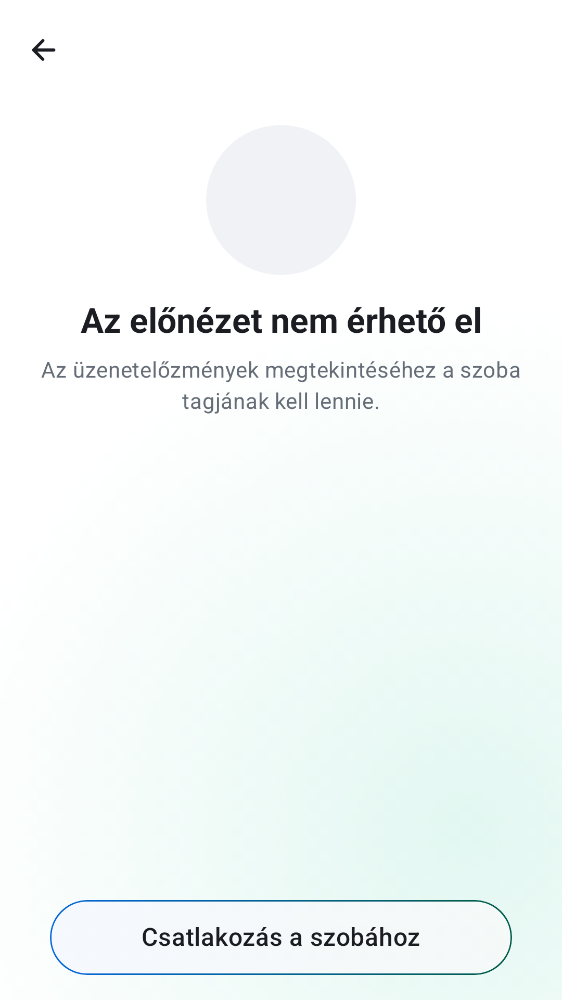 Az előnézet nem érhető el
Az üzenetelőzmények megtekintéséhez a szoba
tagjának kell lennie.
Csatlakozás a szobához